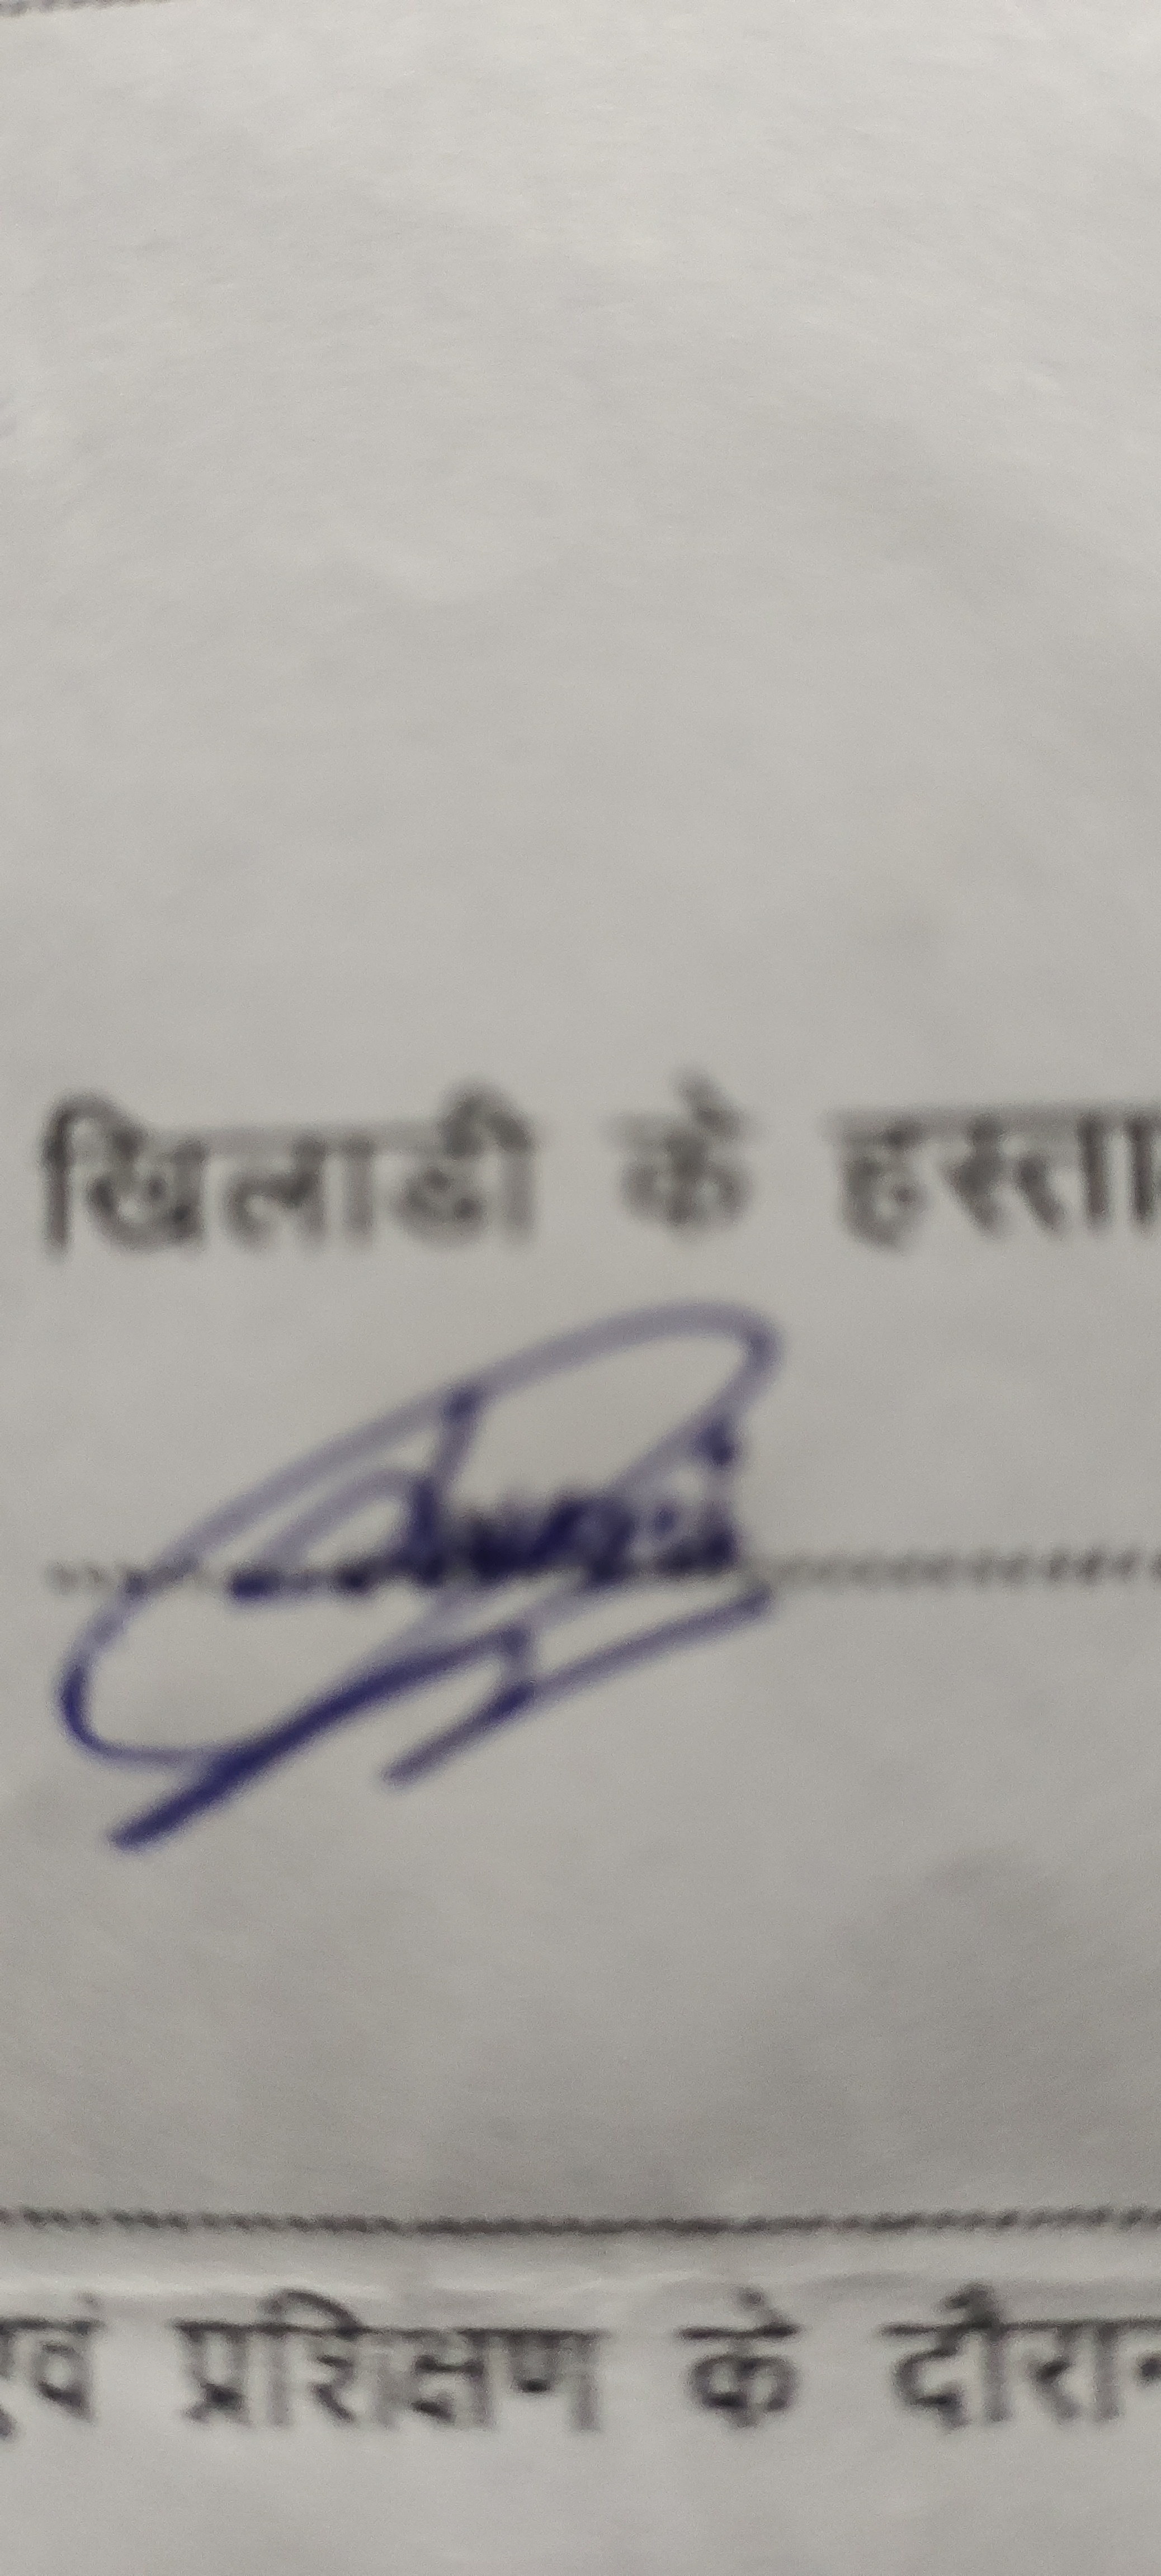 खिलाडी के हस्ता
एवं प्रशिक्षण के दौरान